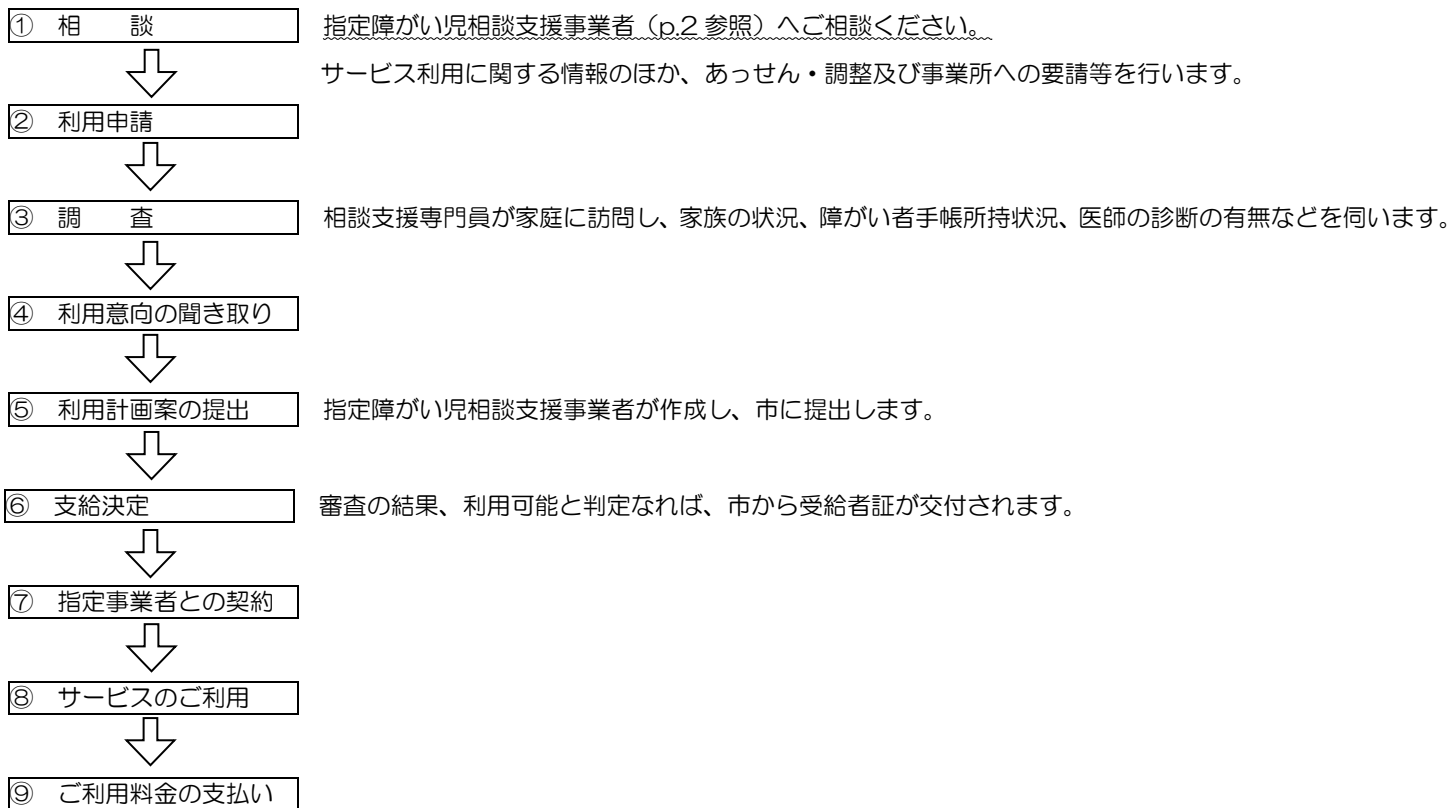 ① 相　　談
指定障がい児相談支援事業者（p.2 参照）へご相談ください。
サービス利用に関する情報のほか、あっせん・調整及び事業所への要請等を行います。
② 利用申請
③ 調　　査
相談支援専門員が家庭に訪問し、家族の状況、障がい者手帳所持状況、医師の診断の有無などを伺います。
④ 利用意向の聞き取り
⑤ 利用計画案の提出
指定障がい児相談支援事業者が作成し、市に提出します。
⑥ 支給決定
審査の結果、利用可能と判定なれば、市から受給者証が交付されます。
⑦ 指定事業者との契約
⑧ サービスのご利用
⑨ ご利用料金の支払い